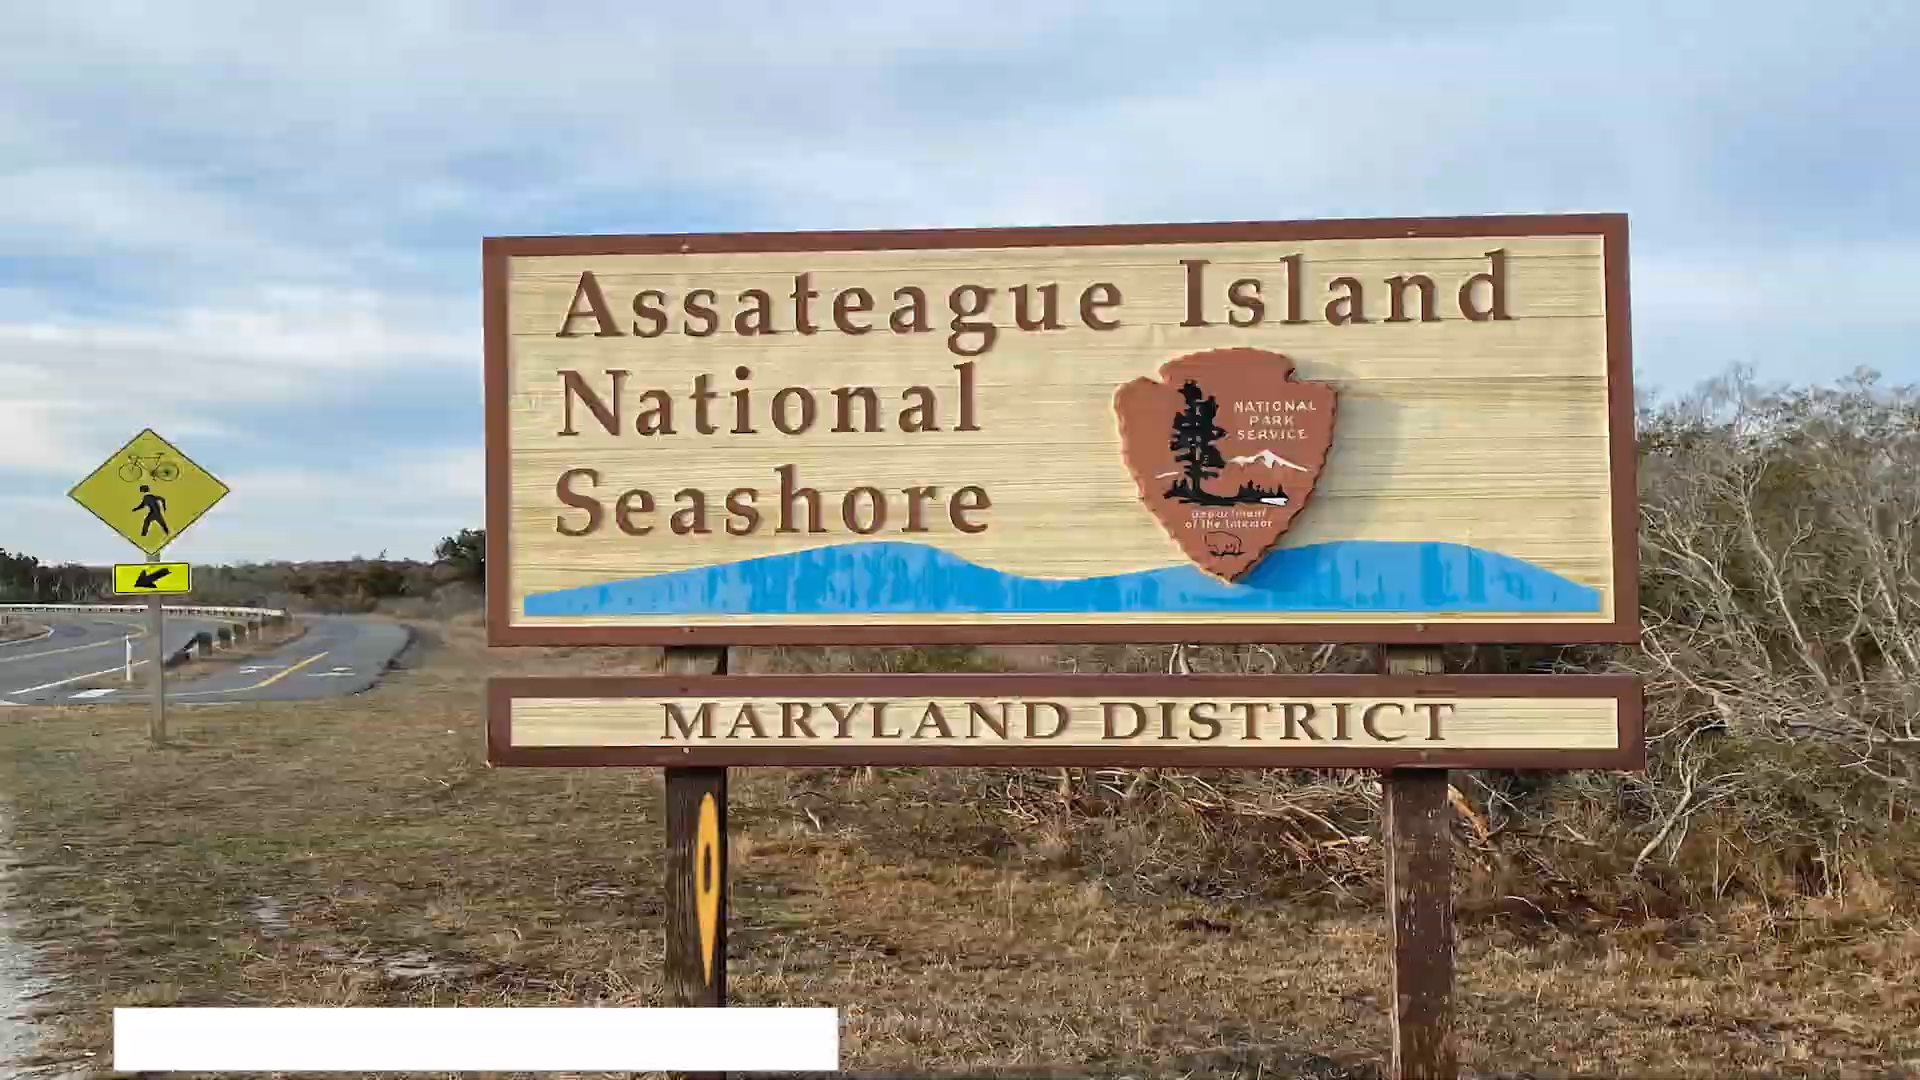 Assateague Island
National
Seashore
NATIONAL
PARK
SERVICE
Department
of the Interior
MARYLAND DISTRICT